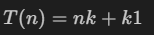 T(n) = nk + k1